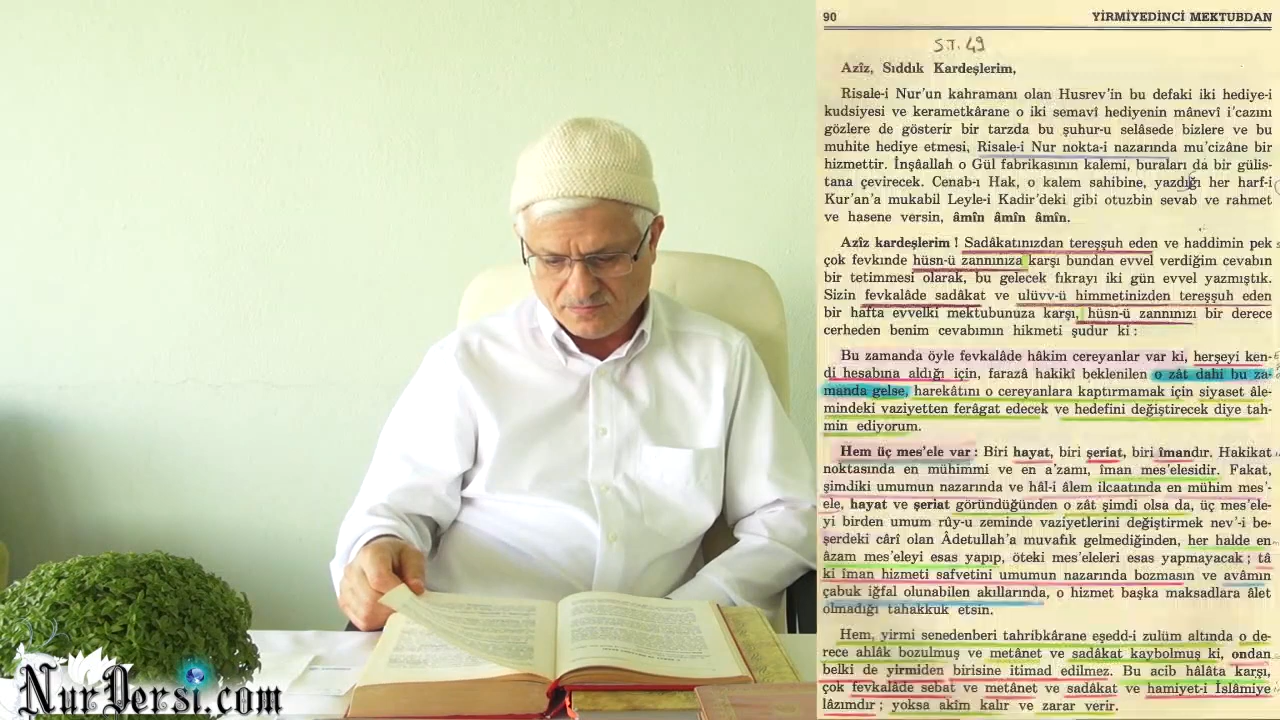 90
YİRMİYEDİNCİ MEKTUBDAN
S.T. 49
Azîz, Sıddık Kardeşlerim,
Risale-i Nur'un kahramanı olan Husrev'in bu defaki iki hediye-i
kudsiyesi ve kerametkârane o iki semavî hediyenin mânevî i'cazını
gözlere de gösterir bir tarzda bu şuhur-u selâsede bizlere ve bu
muhite hediye etmesi, Risale-i Nur nokta-i nazarında mu'cizâne bir
hizmettir. İnşâallah o Gül fabrikasının kalemi, buraları da bir gülis-
tana çevirecek. Cenab-ı Hak, o kalem sahibine, yazdığı her harf-i
Kur'an'a mukabil Leyle-i Kadir'deki gibi otuzbin sevab ve rahmet
ve hasene versin, âmîn âmîn âmîn.
Azîz kardeşlerim ! Sadâkatınızdan tereşşuh eden ve haddimin pek
çok fevkınde hüsn-ü zannınıza karşı bundan evvel verdiğim cevabın
bir tetimmesi olarak, bu gelecek fıkrayı iki gün evvel yazmıştık.
Sizin fevkalâde sadâkat ve ulüvv-ü himmetinizden tereşşuh eden
bir hafta evvelki mektubunuza karşı, hüsn-ü zannınızı bir derece
cerheden benim cevabımın hikmeti şudur ki :
Bu zamanda öyle fevkalâde hâkim cereyanlar var ki, herşeyi ken-
di hesabına aldığı için, farazâ hakikî beklenilen o zât dahi bu za-
manda gelse, harekâtını o cereyanlara kaptırmamak için siyaset âle-
mindeki vaziyetten ferâgat edecek ve hedefini değiştirecek diye tah-
min ediyorum.
Hem üç mes'ele var : Biri hayat, biri şeriat, biri îmandır. Hakikat
noktasında en mühimmi ve en a'zamı, îman mes'elesidir. Fakat,
şimdiki umumun nazarında ve hâl-i âlem ilcaatında en mühim mes'-
ele, hayat ve şeriat göründüğünden o zât şimdi olsa da, üç mes'ele-
yi birden umum rûy-u zeminde vaziyetlerini değiştirmek nev'-i be-
şerdeki cârî olan Âdetullah'a muvafık gelmediğinden, her halde en
âzam mes'eleyi esas yapıp, öteki mes'eleleri esas yapmayacak ; tâ
ki îman hizmeti safvetini umumun nazarında bozmasın ve avâmın
çabuk iğfal olunabilen akıllarında, o hizmet başka maksadlara âlet
olmadığı tahakkuk etsin.
Hem, yirmi senedenberi tahribkârane eşedd-i zulüm altında o de-
rece ahlâk bozulmuş ve metânet ve sadâkat kaybolmuş ki, ondan
belki de yirmiden birisine itimad edilmez. Bu acib hâlâta karşı,
çok fevkalâde sebat ve metânet ve sadâkat ve hamiyet-i İslâmiye
lâzımdır ; yoksa akîm kalır ve zarar verir.
NurDersi.com